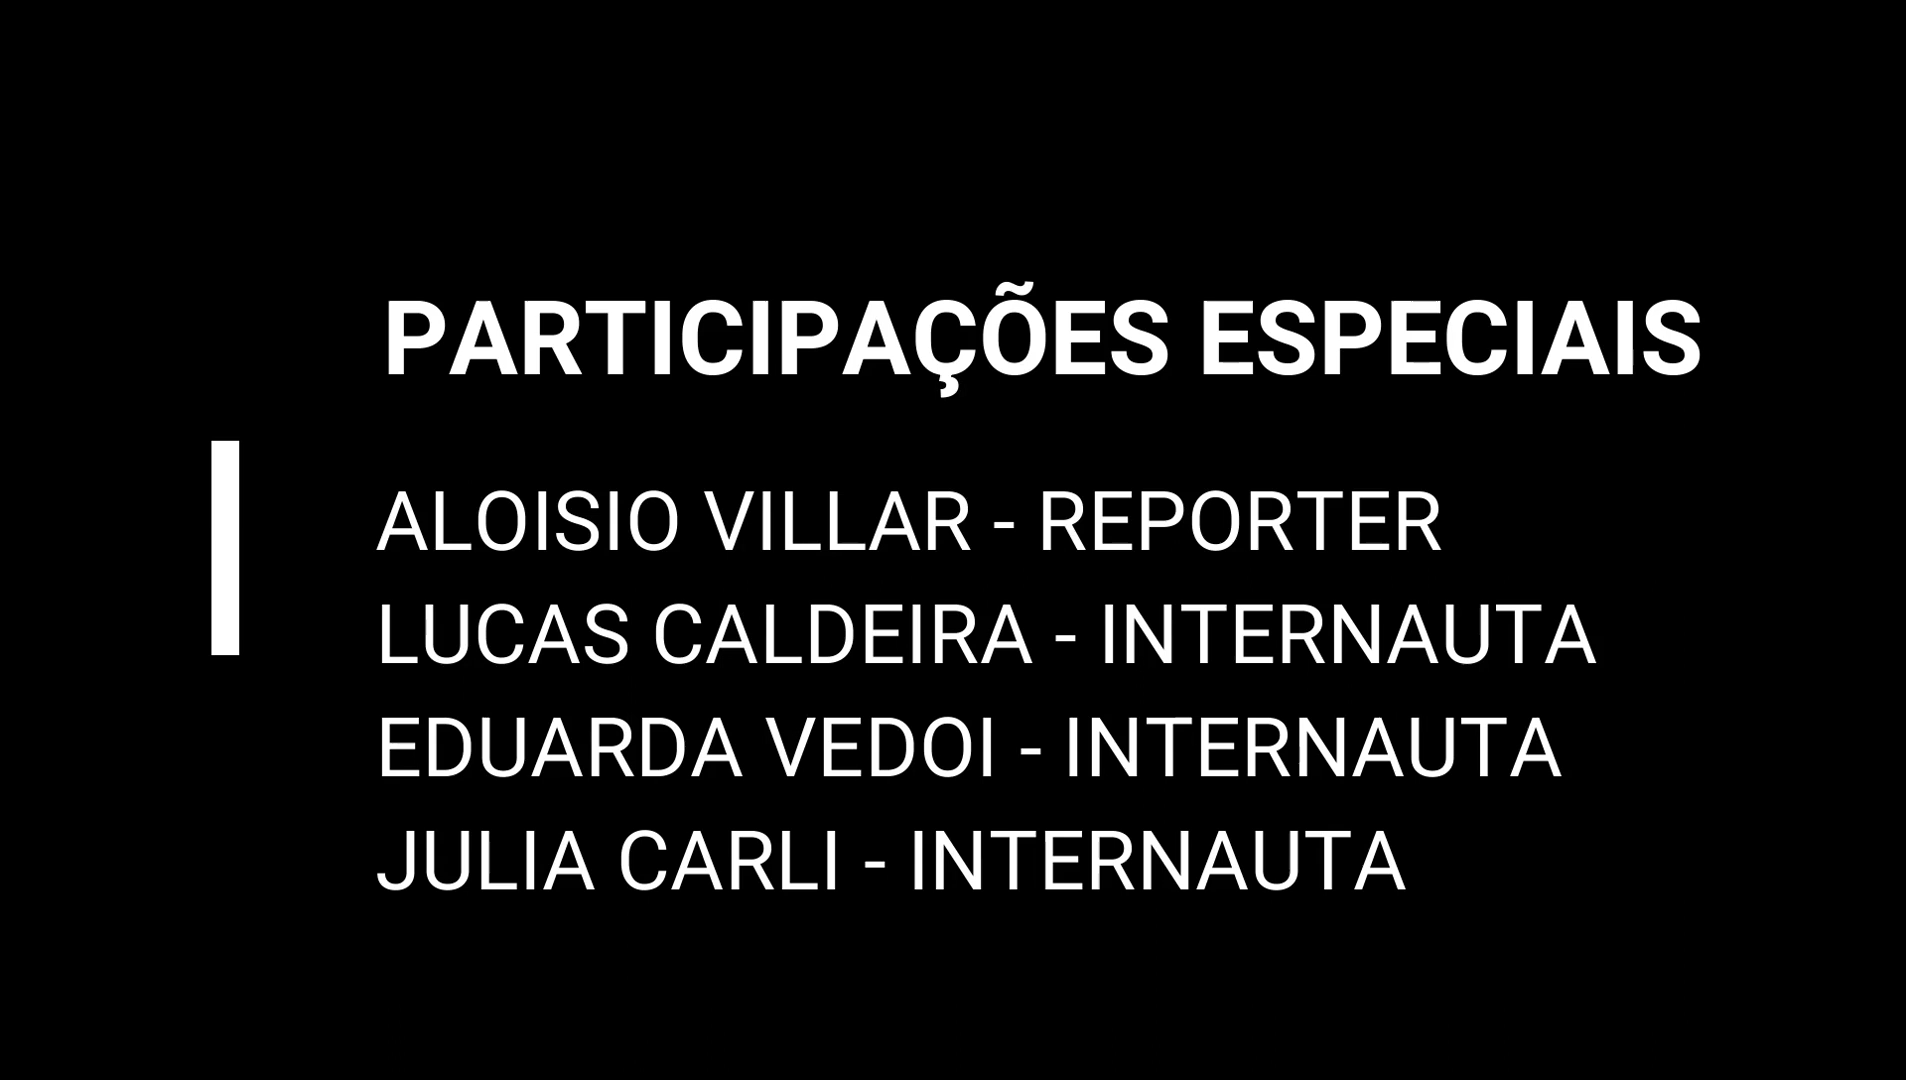 PARTICIPAÇÕES ESPECIAIS
ALOISIO VILLAR - REPORTER
LUCAS CALDEIRA - INTERNAUTA
EDUARDA VEDOI - INTERNAUTA
JULIA CARLI - INTERNAUTA